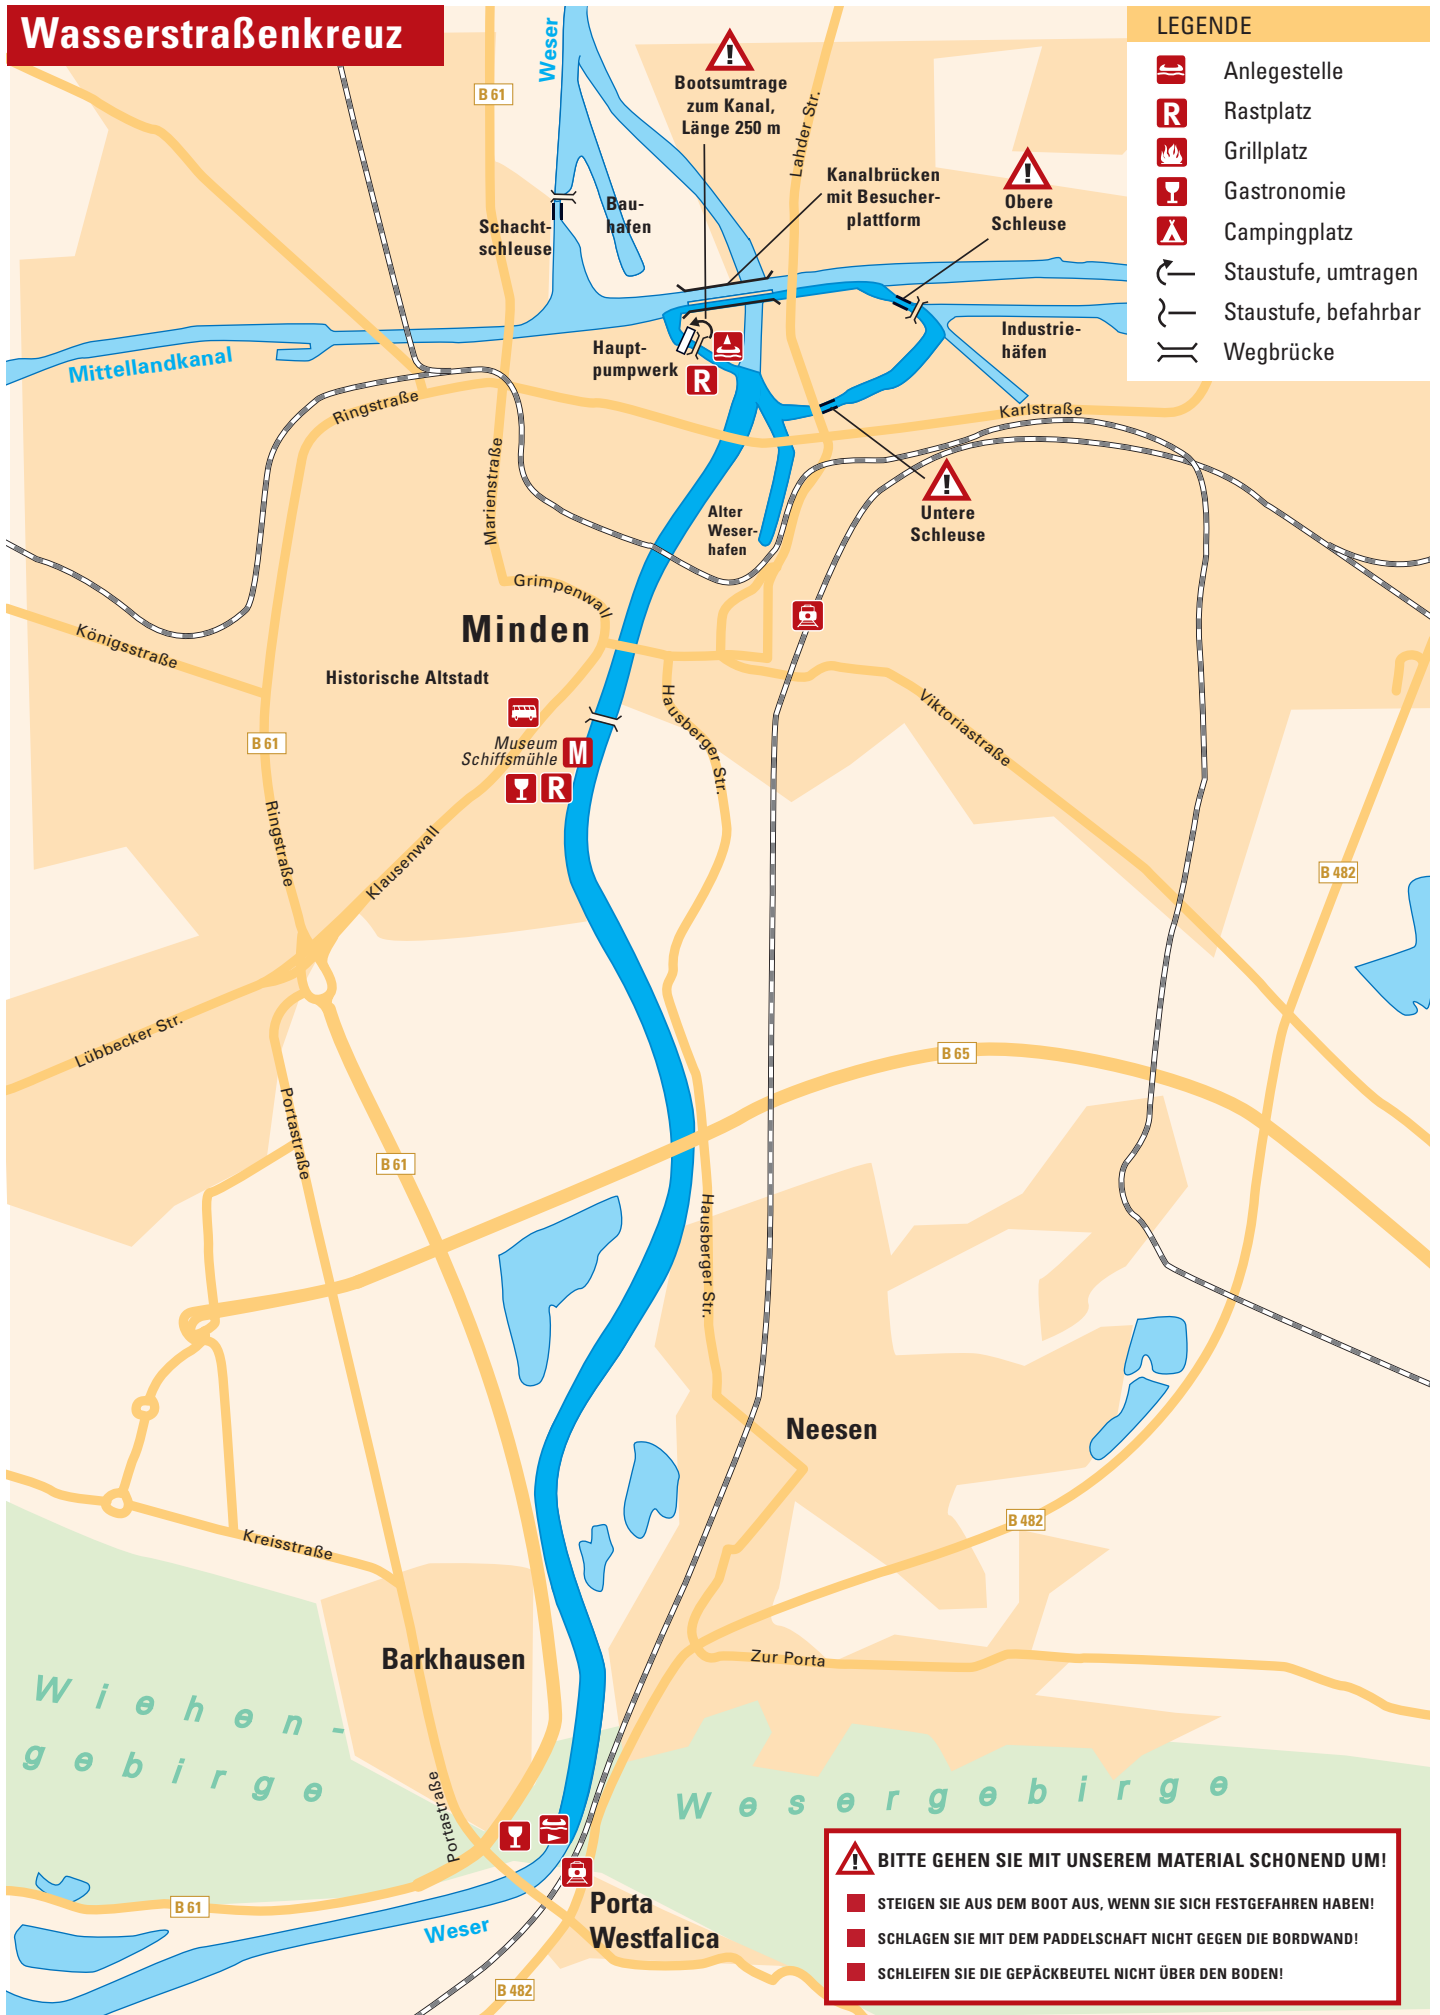 Wasserstraßenkreuz
LEGENDE
Anlegestelle
R
Rastplatz
Grillplatz
Gastronomie
Campingplatz
Staustufe, umtragen
Staustufe, befahrbar
Wegbrücke
Weser
!
Bootsumtrage
zum Kanal,
Länge 250 m
B 61
Lahder Str.
Kanalbrücken
mit Besucher-
plattform
!
Obere
Schleuse
Bau-
hafen
Schacht-
schleuse
Industrie-
häfen
Haupt-
pumpwerk
R
Mittellandkanal
Ringstraße
Karlstraße
Marienstraße
!
Untere
Schleuse
Alter
Weser-
hafen
Grimpenwall
Minden
Königsstraße
Historische Altstadt
Hausberger Str.
Viktoriastraße
B 61
Museum
Schiffsmühle
M
R
Ringstraße
Klausenwall
B 482
Lübbecker Str.
B 65
Portastraße
B 61
Hausberger Str.
Neesen
B 482
Kreisstraße
Barkhausen
Zur Porta
Wiehen-
gebirge
Wesergebirge
Portastraße
B 61
Weser
Porta
Westfalica
B 482
!
BITTE GEHEN SIE MIT UNSEREM MATERIAL SCHONEND UM!
STEIGEN SIE AUS DEM BOOT AUS, WENN SIE SICH FESTGEFAHREN HABEN!
SCHLAGEN SIE MIT DEM PADDELSCHAFT NICHT GEGEN DIE BORDWAND!
SCHLEIFEN SIE DIE GEPÄCKBEUTEL NICHT ÜBER DEN BODEN!